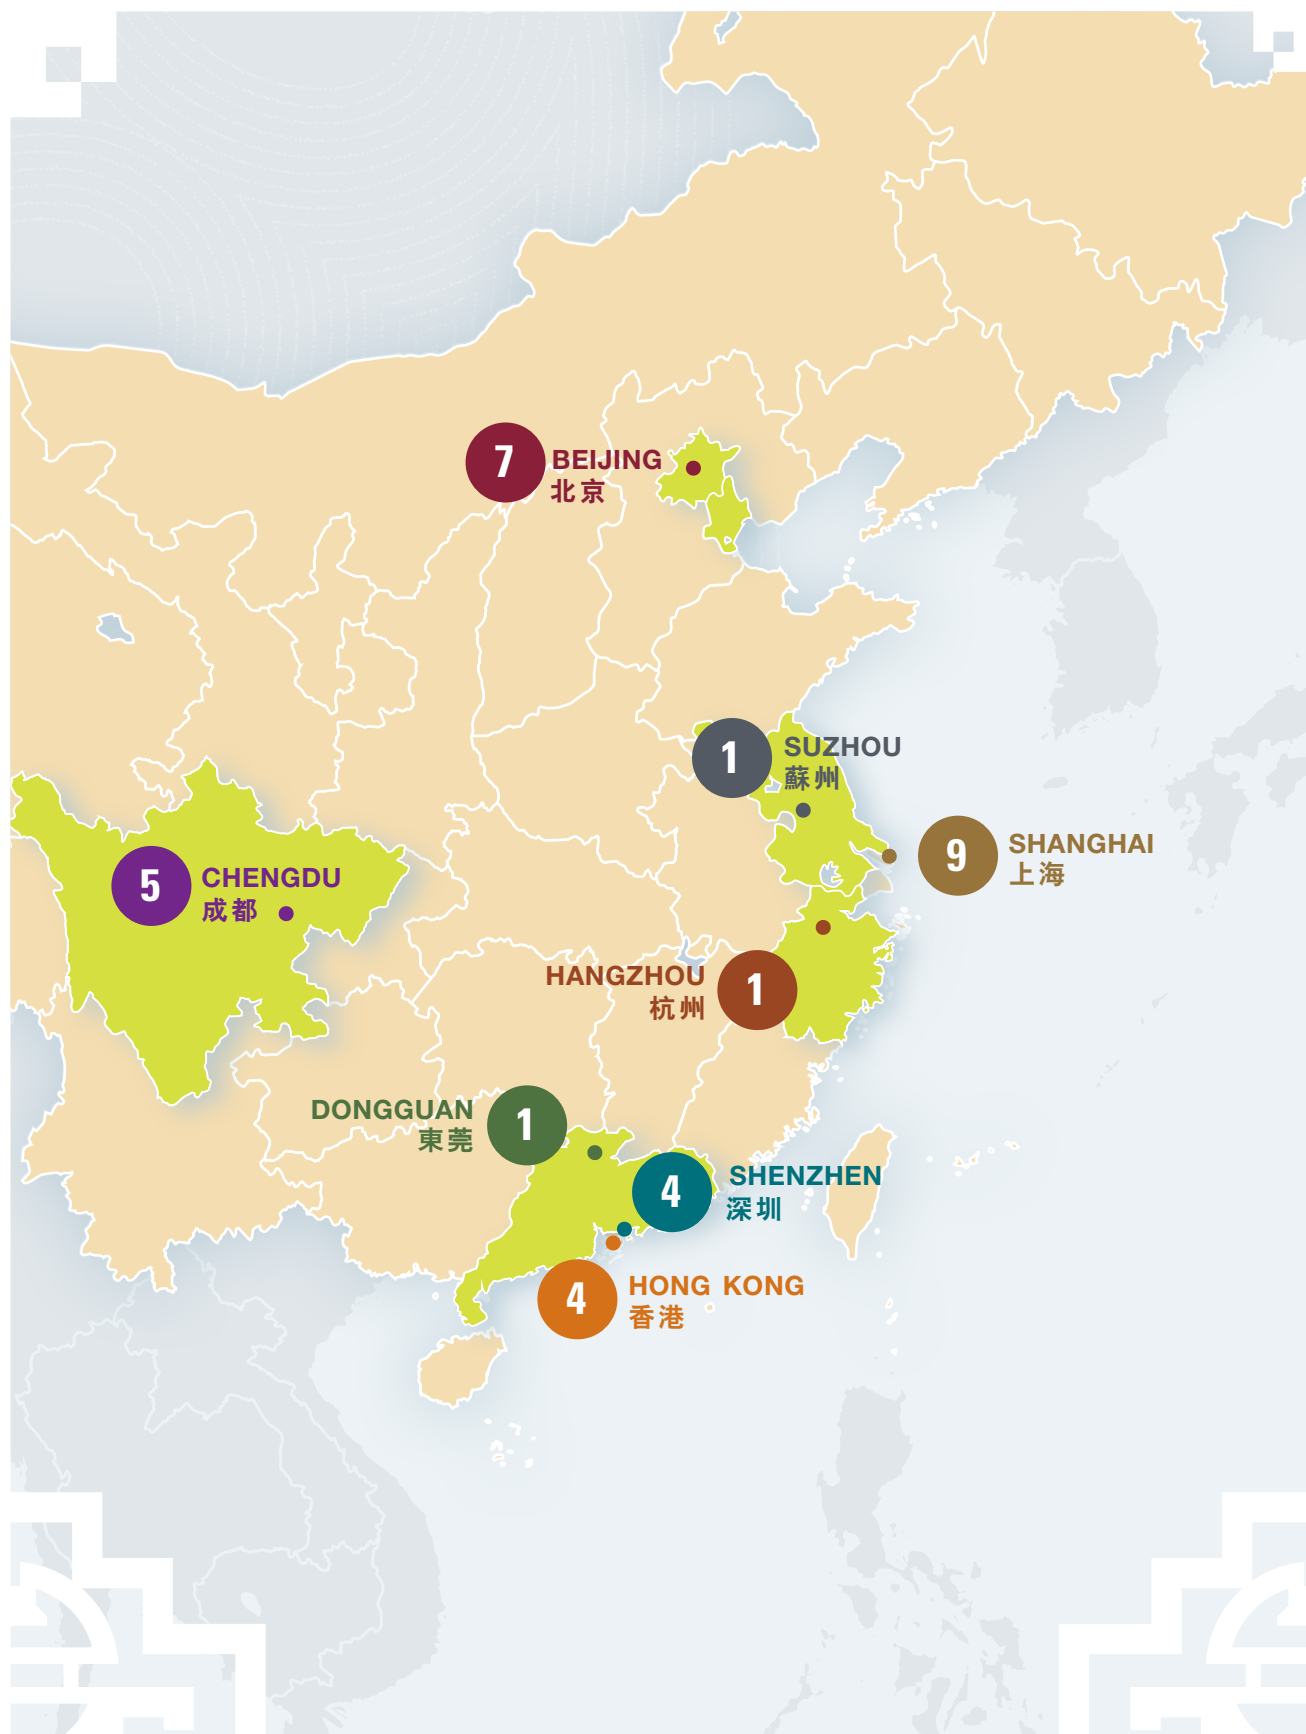 7
BEIJING
北京
1
SUZHOU
蘇州
9
SHANGHAI
上海
5
CHENGDU
成都
HANGZHOU
杭州
1
DONGGUAN
東莞
1
4
SHENZHEN
深圳
4
HONG KONG
香港